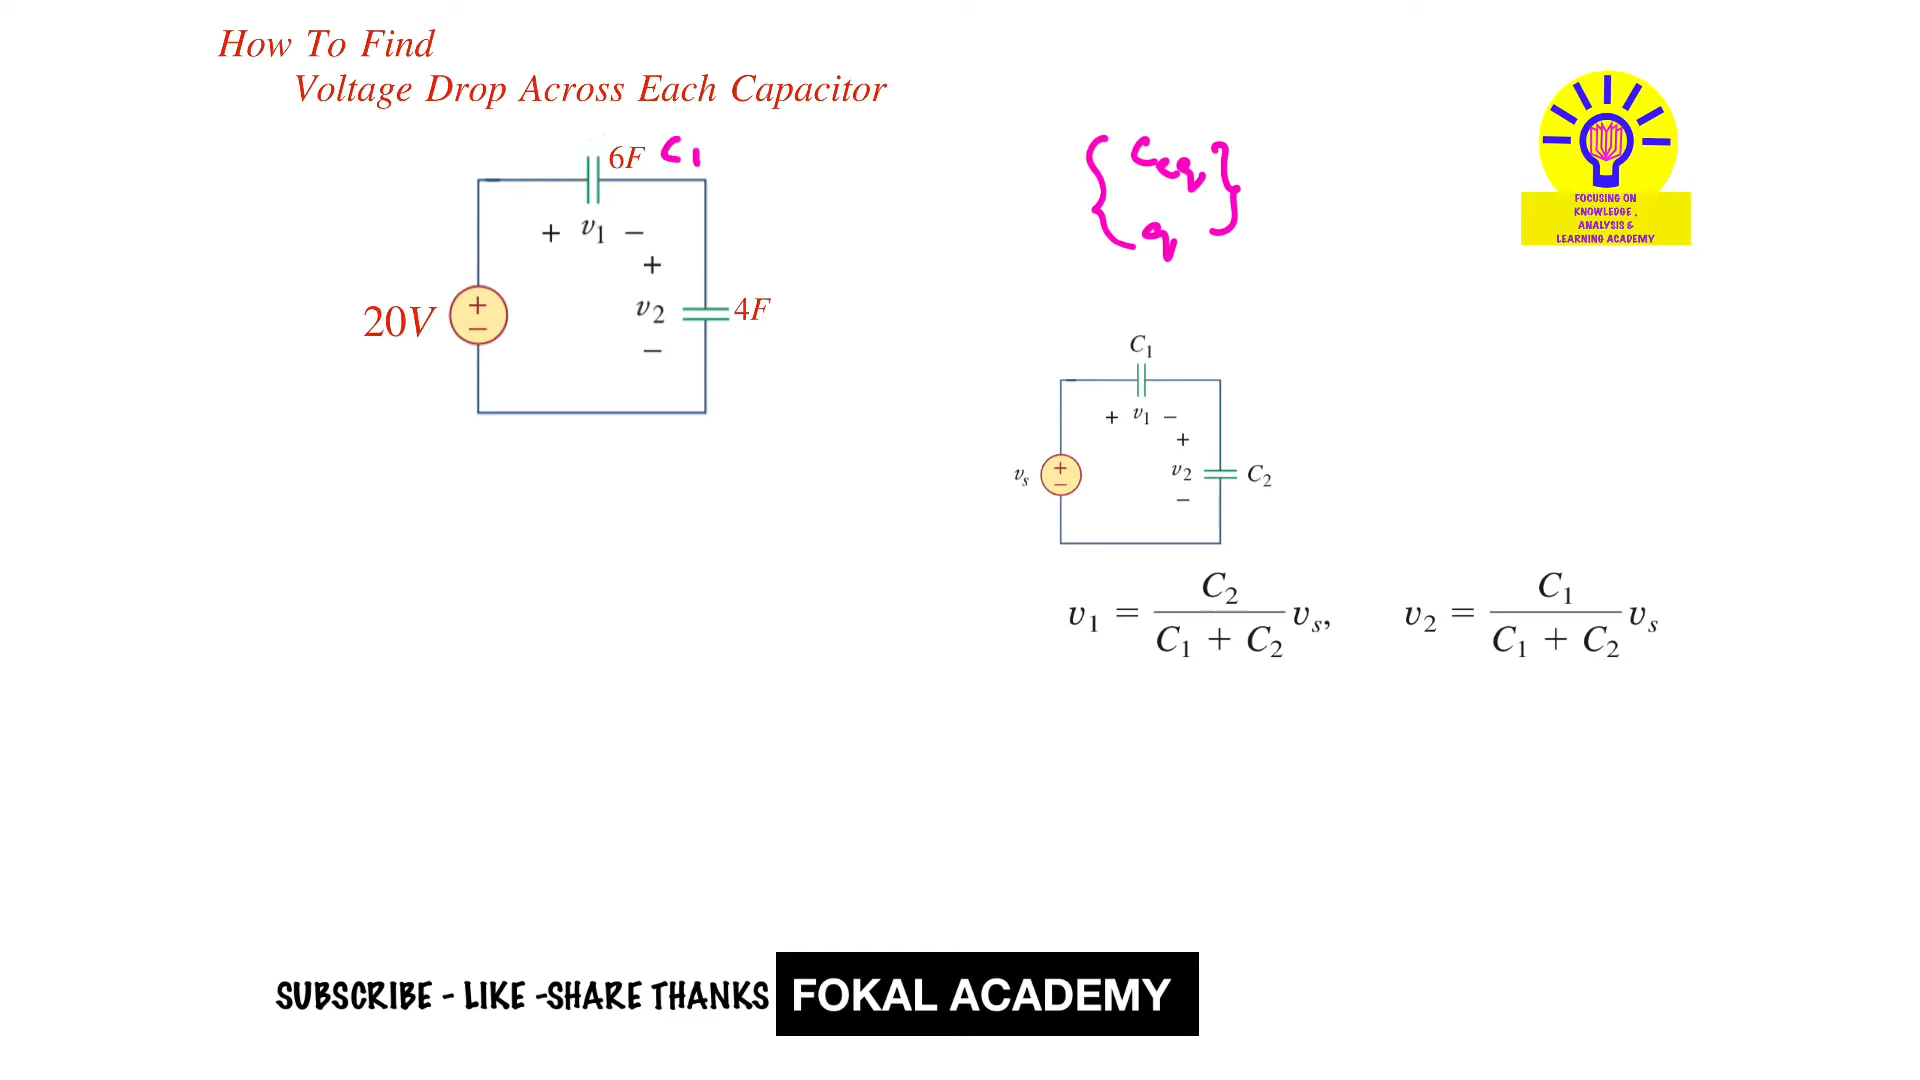 How To Find
Voltage Drop Across Each Capacitor
6F C1
+ v1 −
+
20V
+
−
v2
4F
−
{Ceq}
q
FOCUSING ON
KNOWLEDGE ,
ANALYSIS &
LEARNING ACADEMY
C1
+ v1 −
+
vs
+
−
v2
C2
−
v1 = C2 / (C1 + C2) vs, v2 = C1 / (C1 + C2) vs
SUBSCRIBE - LIKE -SHARE THANKS FOKAL ACADEMY